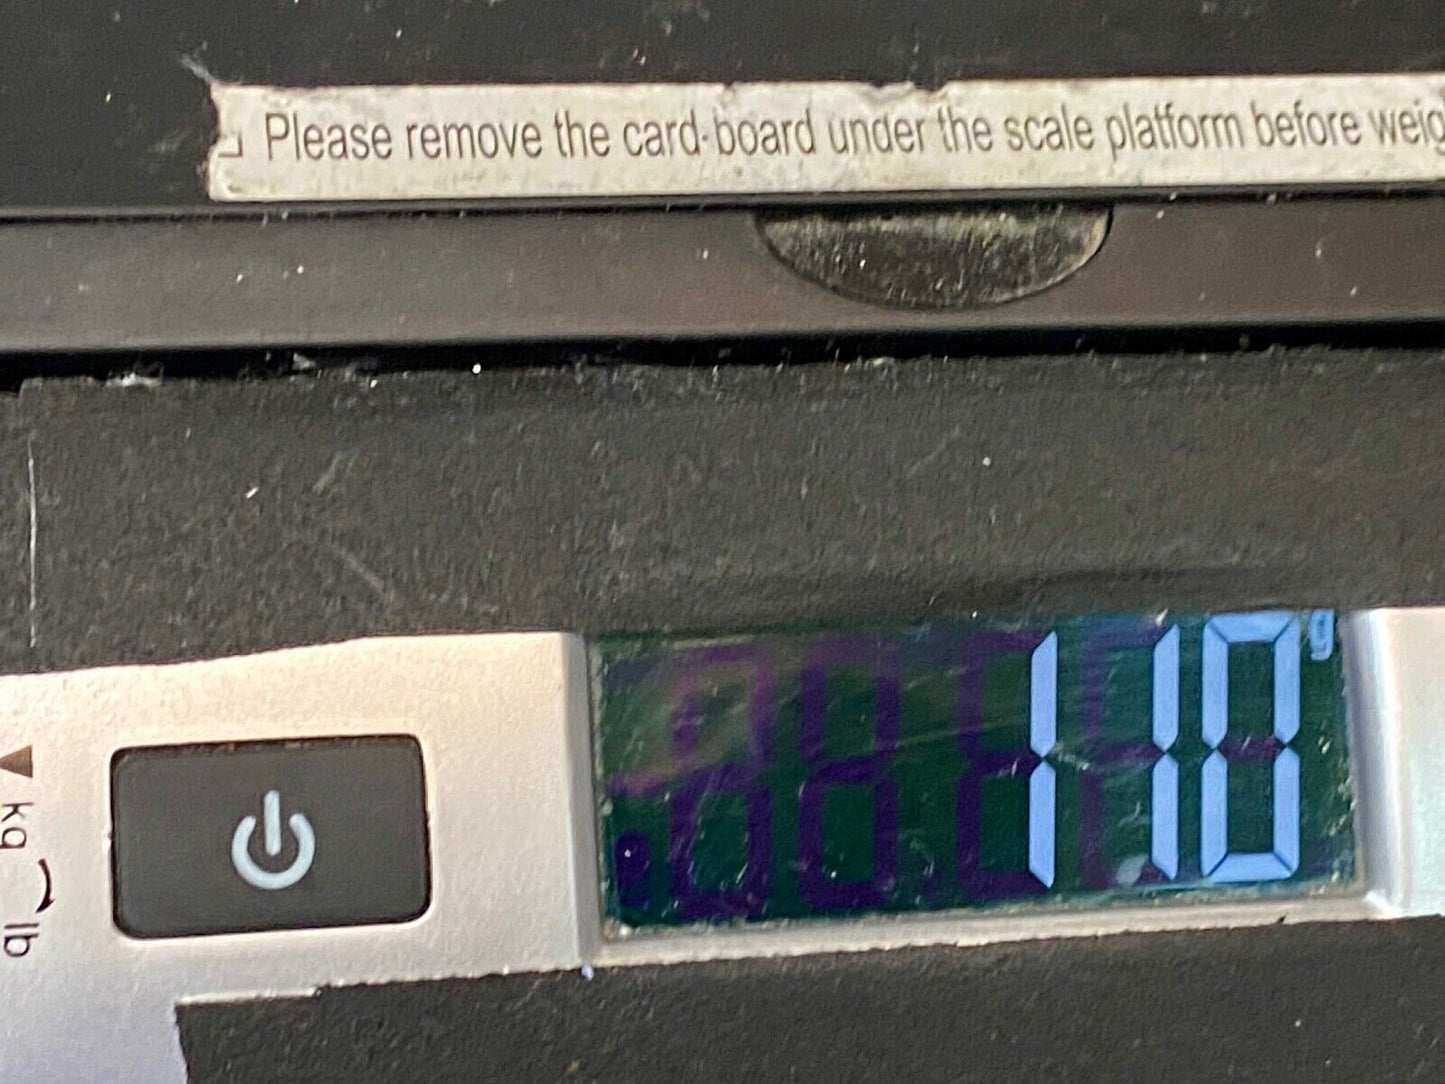 Please remove the card-board under the scale platform before weig
110 g
kg
lb